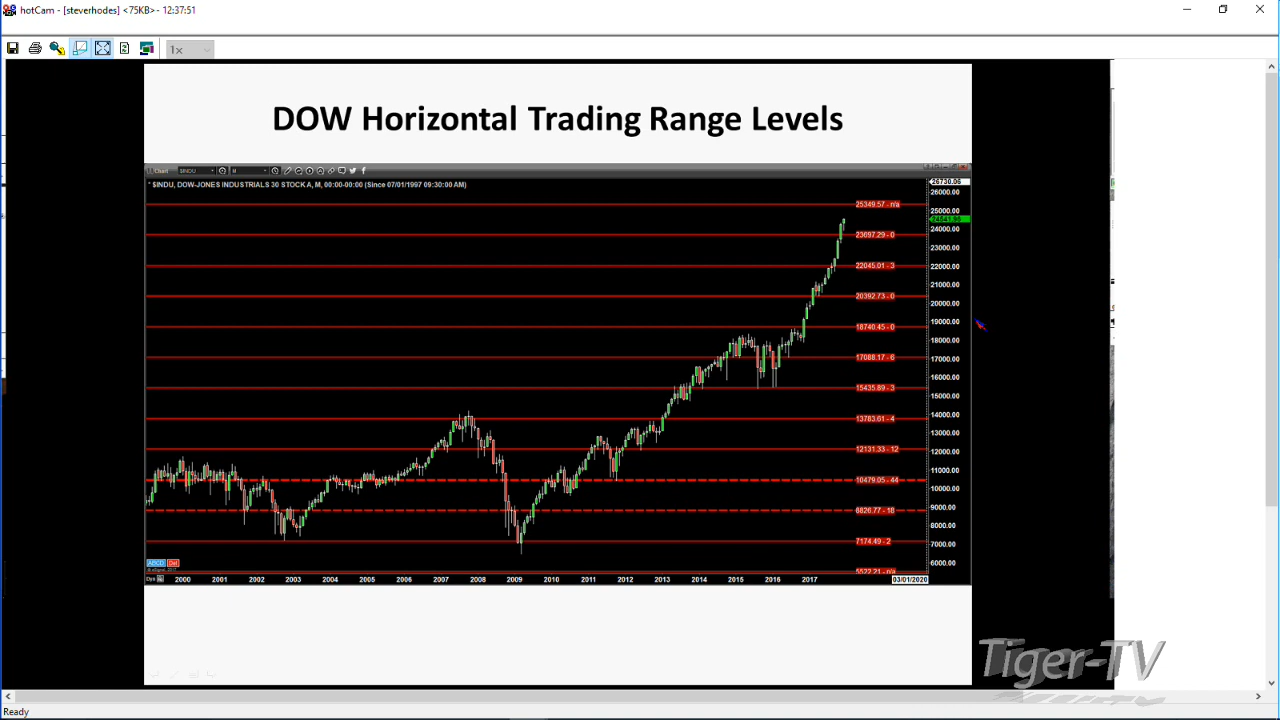 hotCam - [steverhodes] <75KB> - 12:37:51
1x
DOW Horizontal Trading Range Levels
Chart $INDU M
* $INDU, DOW-JONES INDUSTRIALS 30 STOCK A, M, 00:00-00:00 (Since 07/01/1997 09:30:00 AM)
26000.00
25349.57 - n/a
25000.00
24000.00
23697.29 - 0
23000.00
22045.01 - 3
22000.00
21000.00
20392.73 - 0
20000.00
19000.00
18740.45 - 0
18000.00
17088.17 - 6
17000.00
16000.00
15435.89 - 3
15000.00
14000.00
13783.61 - 4
13000.00
12131.33 - 12
12000.00
11000.00
10479.05 - 44
10000.00
9000.00
8826.77 - 18
8000.00
7174.49 - 2
7000.00
6000.00
5522.21 - n/a
Dyn 2000 2001 2002 2003 2004 2005 2006 2007 2008 2009 2010 2011 2012 2013 2014 2015 2016 2017 03/01/2020
Tiger-TV
Ready